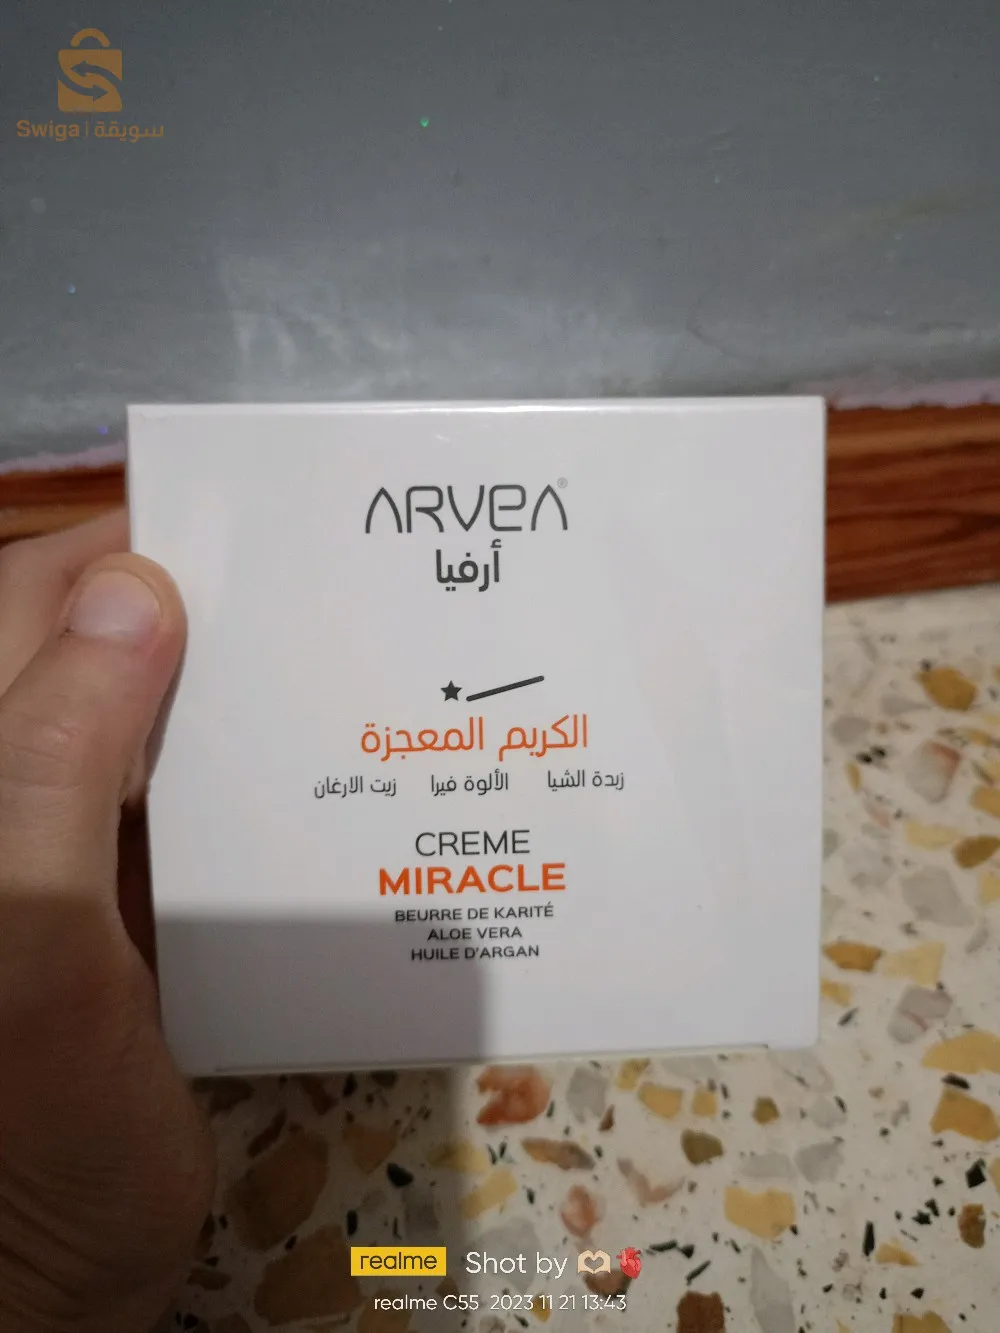 Swiga | سويقة
ARVEA®
أرفيا
الكريم المعجزة
زبدة الشيا الألوة فيرا زيت الارغان
CREME
MIRACLE
BEURRE DE KARITÉ
ALOE VERA
HUILE D'ARGAN
realme Shot by 🫶🫀
realme C55 2023 11 21 13:43